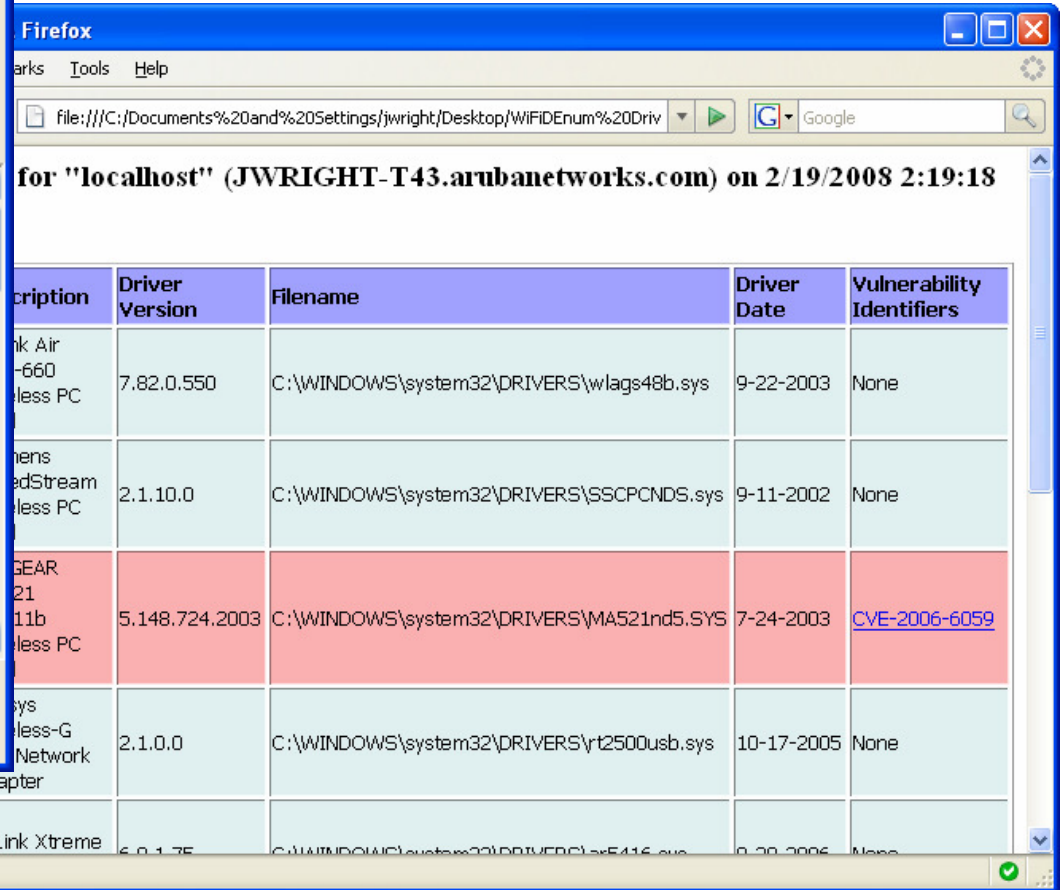 Firefox
arks Tools Help
file:///C:/Documents%20and%20Settings/jwright/Desktop/WiFiDEnum%20Driv G Google
for "localhost" (JWRIGHT-T43.arubanetworks.com) on 2/19/2008 2:19:18
cription Driver Version Filename Driver Date Vulnerability Identifiers
nk Air
-660
eless PC
7.82.0.550 C:\WINDOWS\system32\DRIVERS\wlags48b.sys 9-22-2003 None
mens
edStream
eless PC
2.1.10.0 C:\WINDOWS\system32\DRIVERS\SSCPCNDS.sys 9-11-2002 None
GEAR
21
11b
eless PC
5.148.724.2003 C:\WINDOWS\system32\DRIVERS\MA521nd5.SYS 7-24-2003 CVE-2006-6059
sys
eless-G
Network
apter
2.1.0.0 C:\WINDOWS\system32\DRIVERS\rt2500usb.sys 10-17-2005 None
Link Xtreme